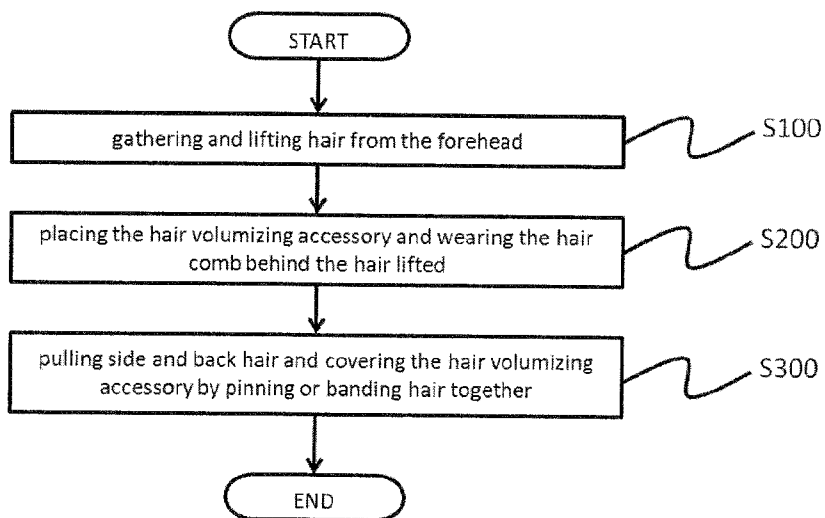 START
gathering and lifting hair from the forehead
S100
placing the hair volumizing accessory and wearing the hair
comb behind the hair lifted
S200
pulling side and back hair and covering the hair volumizing
accessory by pinning or banding hair together
S300
END